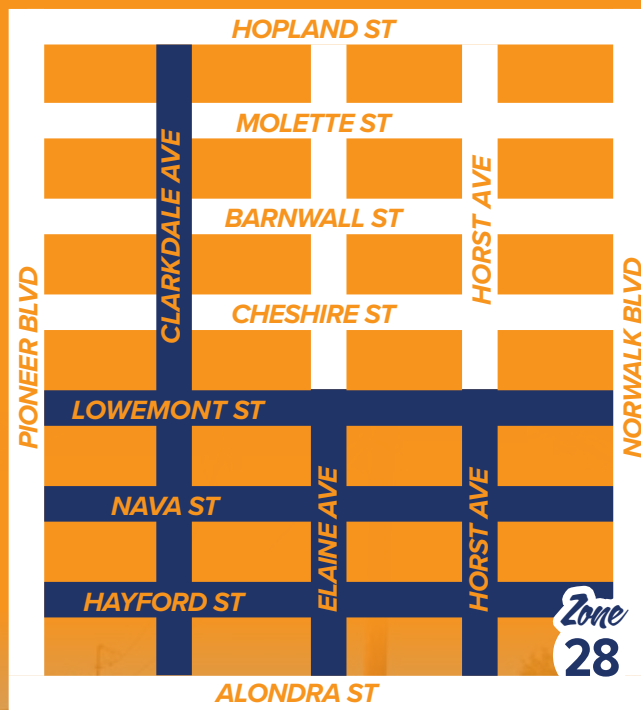 HOPLAND ST
MOLETTE ST
CLARKDALE AVE
BARNWALL ST
HORST AVE
PIONEER BLVD
NORWALK BLVD
CHESHIRE ST
LOWEMONT ST
NAVA ST
ELAINE AVE
HORST AVE
HAYFORD ST
Zone
28
ALONDRA ST